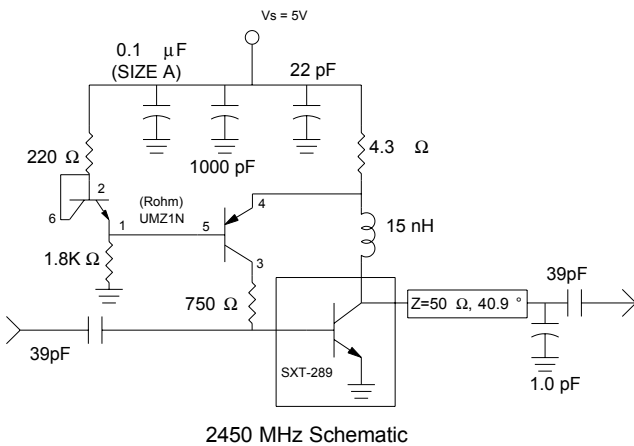 Vs = 5V
0.1 µF
(SIZE A)
22 pF
1000 pF
4.3 Ω
220 Ω
2
6
1
(Rohm)
UMZ1N
5
4
3
15 nH
1.8K Ω
750 Ω
39pF
SXT-289
Z=50 Ω, 40.9 °
39pF
1.0 pF
2450 MHz Schematic